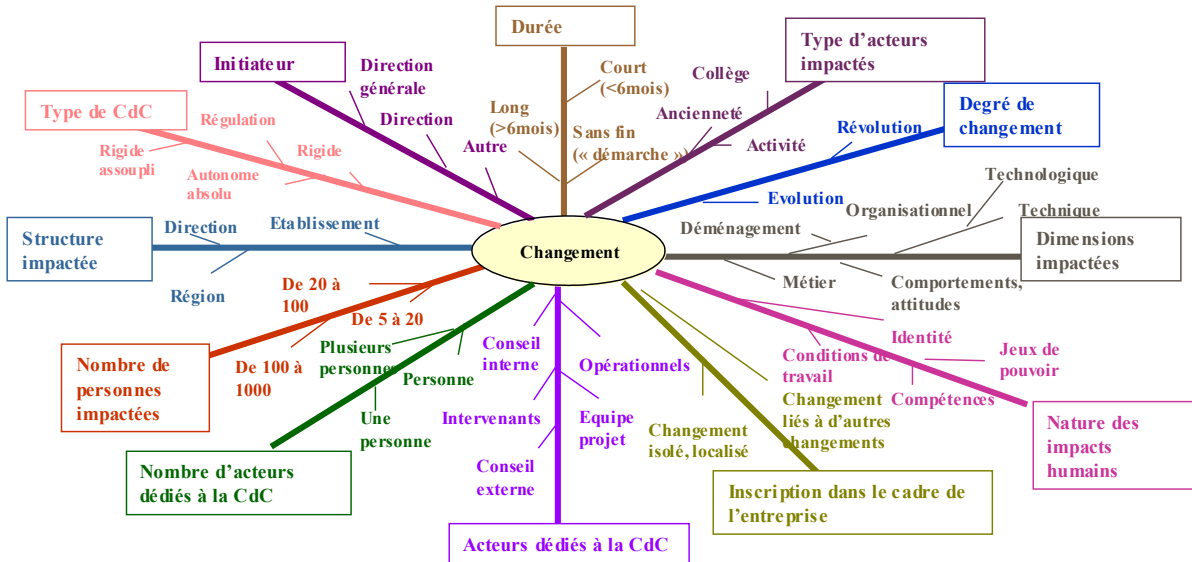 Durée
Court
(<6mois)
Long
(>6mois)
Sans fin
(« démarche »)
Type d’acteurs
impactés
Collège
Ancienneté
Activité
Degré de
changement
Révolution
Evolution
Dimensions
impactées
Technologique
Organisationnel
Technique
Déménagement
Métier
Comportements,
attitudes
Nature des
impacts
humains
Identité
Jeux de
pouvoir
Conditions de
travail
Compétences
Inscription dans le cadre de
l’entreprise
Changement
liés à d’autres
changements
Changement
isolé, localisé
Acteurs dédiés à la CdC
Conseil
interne
Opérationnels
Intervenants
Equipe
projet
Conseil
externe
Nombre d’acteurs
dédiés à la CdC
Plusieurs
personnes
Personne
Une
personne
Nombre de
personnes
impactées
De 20 à
100
De 5 à 20
De 100 à
1000
Structure
impactée
Direction
Etablissement
Région
Type de CdC
Régulation
Rigide
assoupli
Rigide
Autonome
absolu
Initiateur
Direction
générale
Direction
Autre
Changement